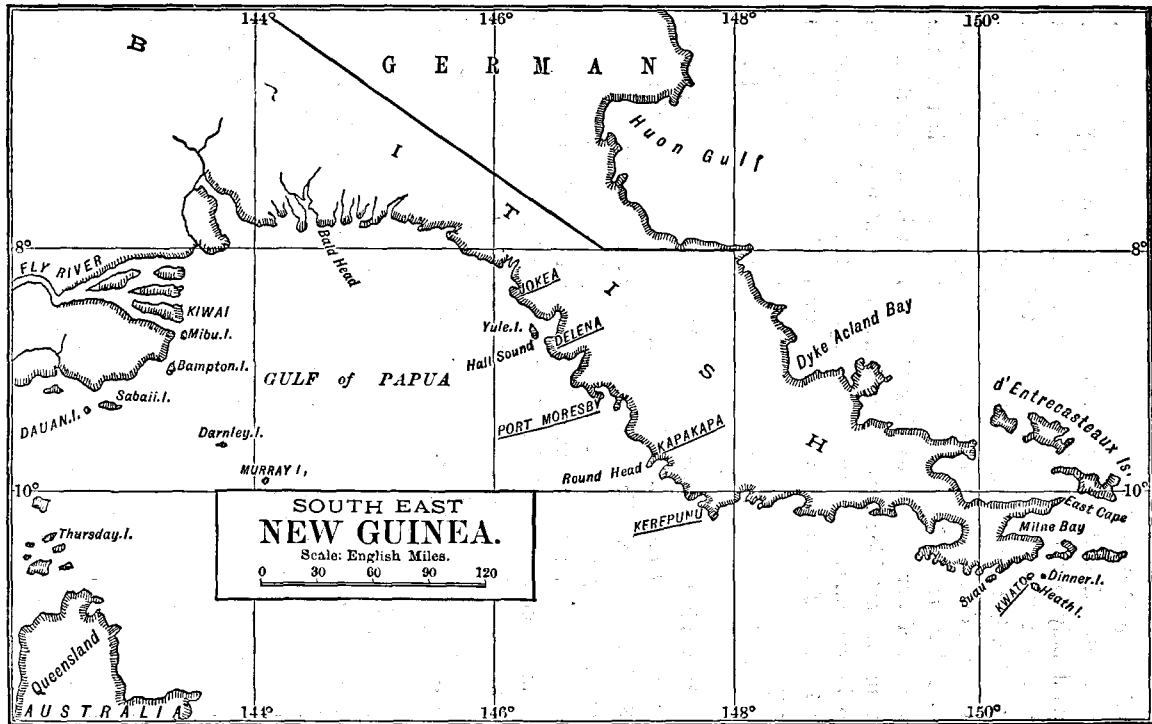 144° 146° 148° 150°
B
GERMAN
Huon Gulf
I
T
Bald Head
8° 8°
FLY RIVER
I
JOKEA
KIWAI
Mibu.I.
Yule.I.
DELENA
Dyke Acland Bay
Hall Sound
Bampton.I.
GULF of PAPUA
S
d'Entrecasteaux Is.
Sabaii.I.
DAUAN.I.
PORT MORESBY
Darnley.I.
KAPAKAPA
H
MURRAY I,
Round Head
10° 10°
SOUTH EAST
NEW GUINEA.
Scale: English Miles.
0 30 60 90 120
KEREPUNU
East Cape
Milne Bay
Thursday.I.
Dinner.I.
Suau
KWATO
Heath I.
Queensland
AUSTRALIA
144° 146° 148° 150°